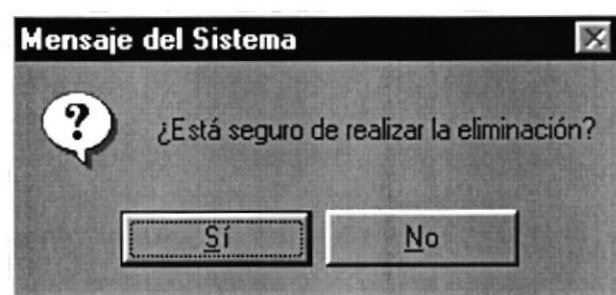 Mensaje del Sistema
¿Está seguro de realizar la eliminación?
Sí
No